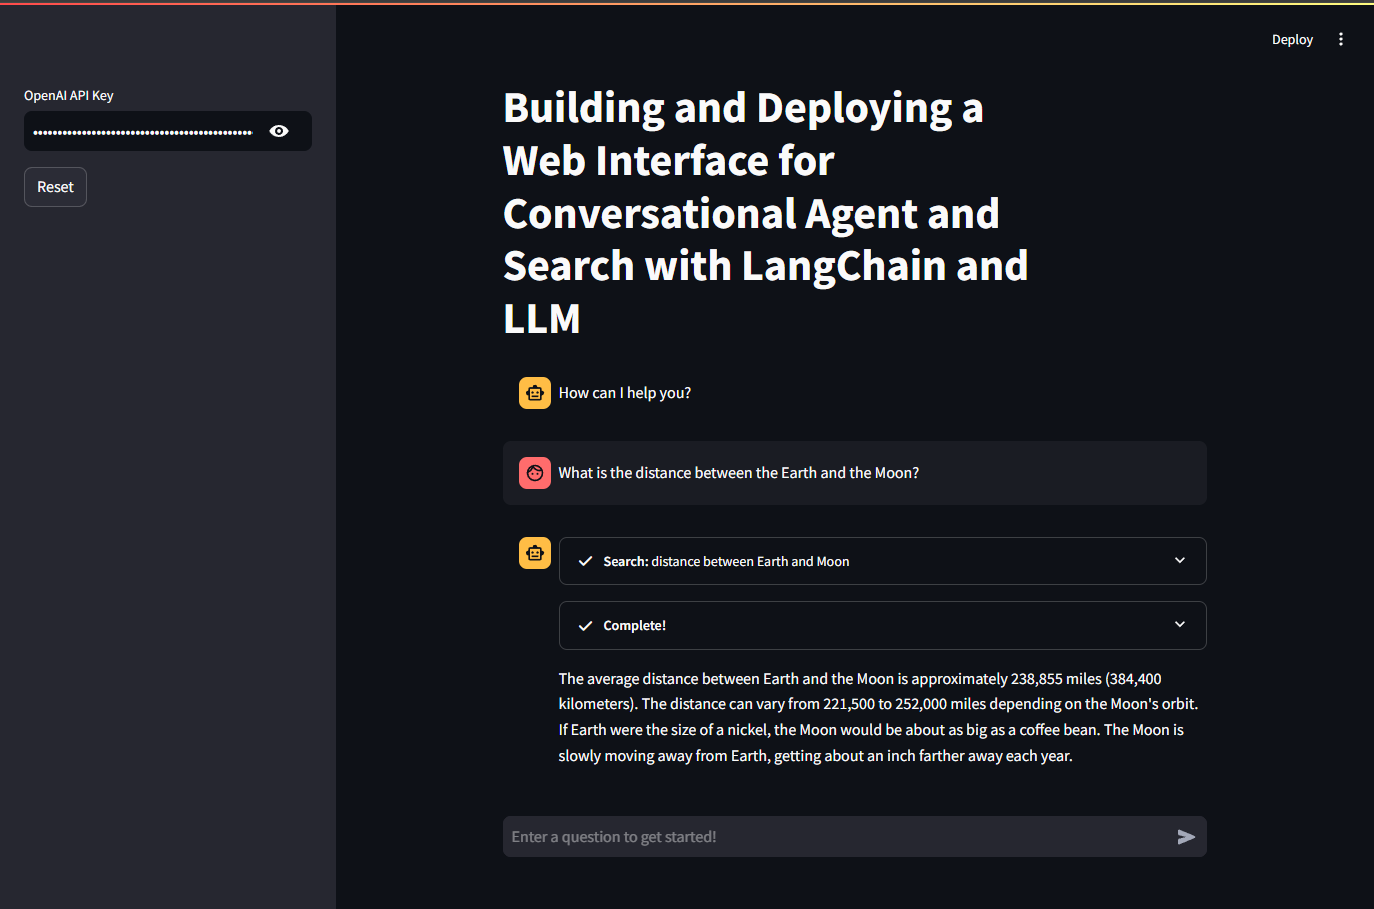 Deploy
OpenAI API Key
Reset
Building and Deploying a
Web Interface for
Conversational Agent and
Search with LangChain and
LLM
How can I help you?
What is the distance between the Earth and the Moon?
Search: distance between Earth and Moon
Complete!
The average distance between Earth and the Moon is approximately 238,855 miles (384,400
kilometers). The distance can vary from 221,500 to 252,000 miles depending on the Moon's orbit.
If Earth were the size of a nickel, the Moon would be about as big as a coffee bean. The Moon is
slowly moving away from Earth, getting about an inch farther away each year.
Enter a question to get started!